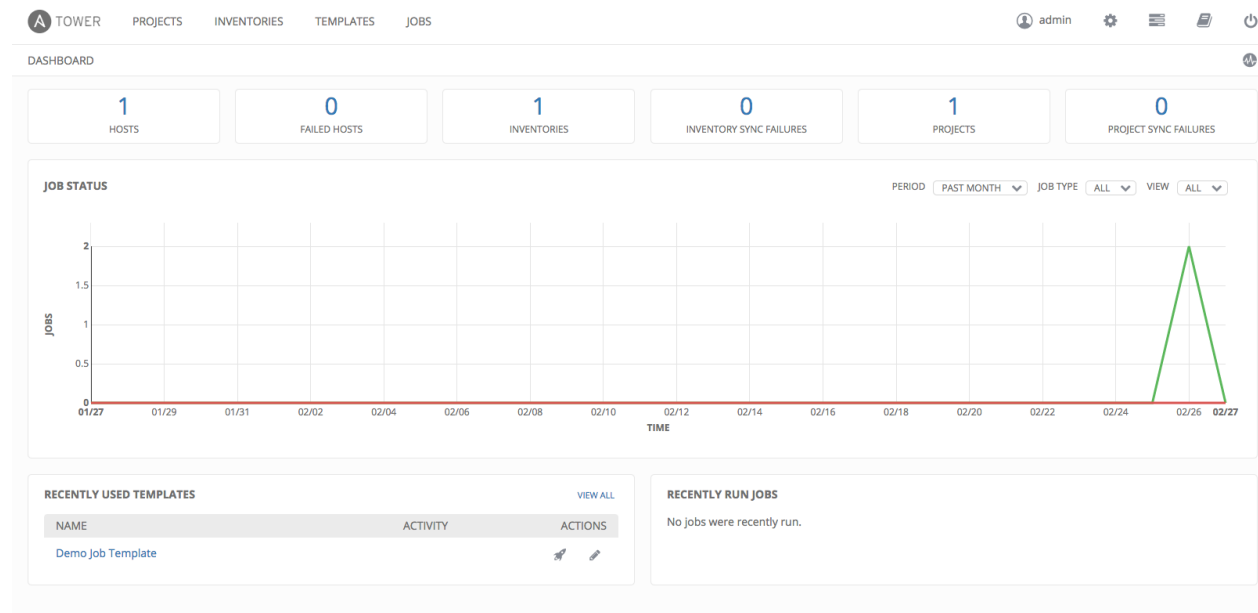 A TOWER PROJECTS INVENTORIES TEMPLATES JOBS admin
DASHBOARD
1 0 1 0 1 0
HOSTS FAILED HOSTS INVENTORIES INVENTORY SYNC FAILURES PROJECTS PROJECT SYNC FAILURES
JOB STATUS PERIOD PAST MONTH JOB TYPE ALL VIEW ALL
2
1.5
1
0.5
0
JOBS
01/27 01/29 01/31 02/02 02/04 02/06 02/08 02/10 02/12 02/14 02/16 02/18 02/20 02/22 02/24 02/26 02/27
TIME
RECENTLY USED TEMPLATES VIEW ALL
NAME ACTIVITY ACTIONS
Demo Job Template
RECENTLY RUN JOBS
No jobs were recently run.